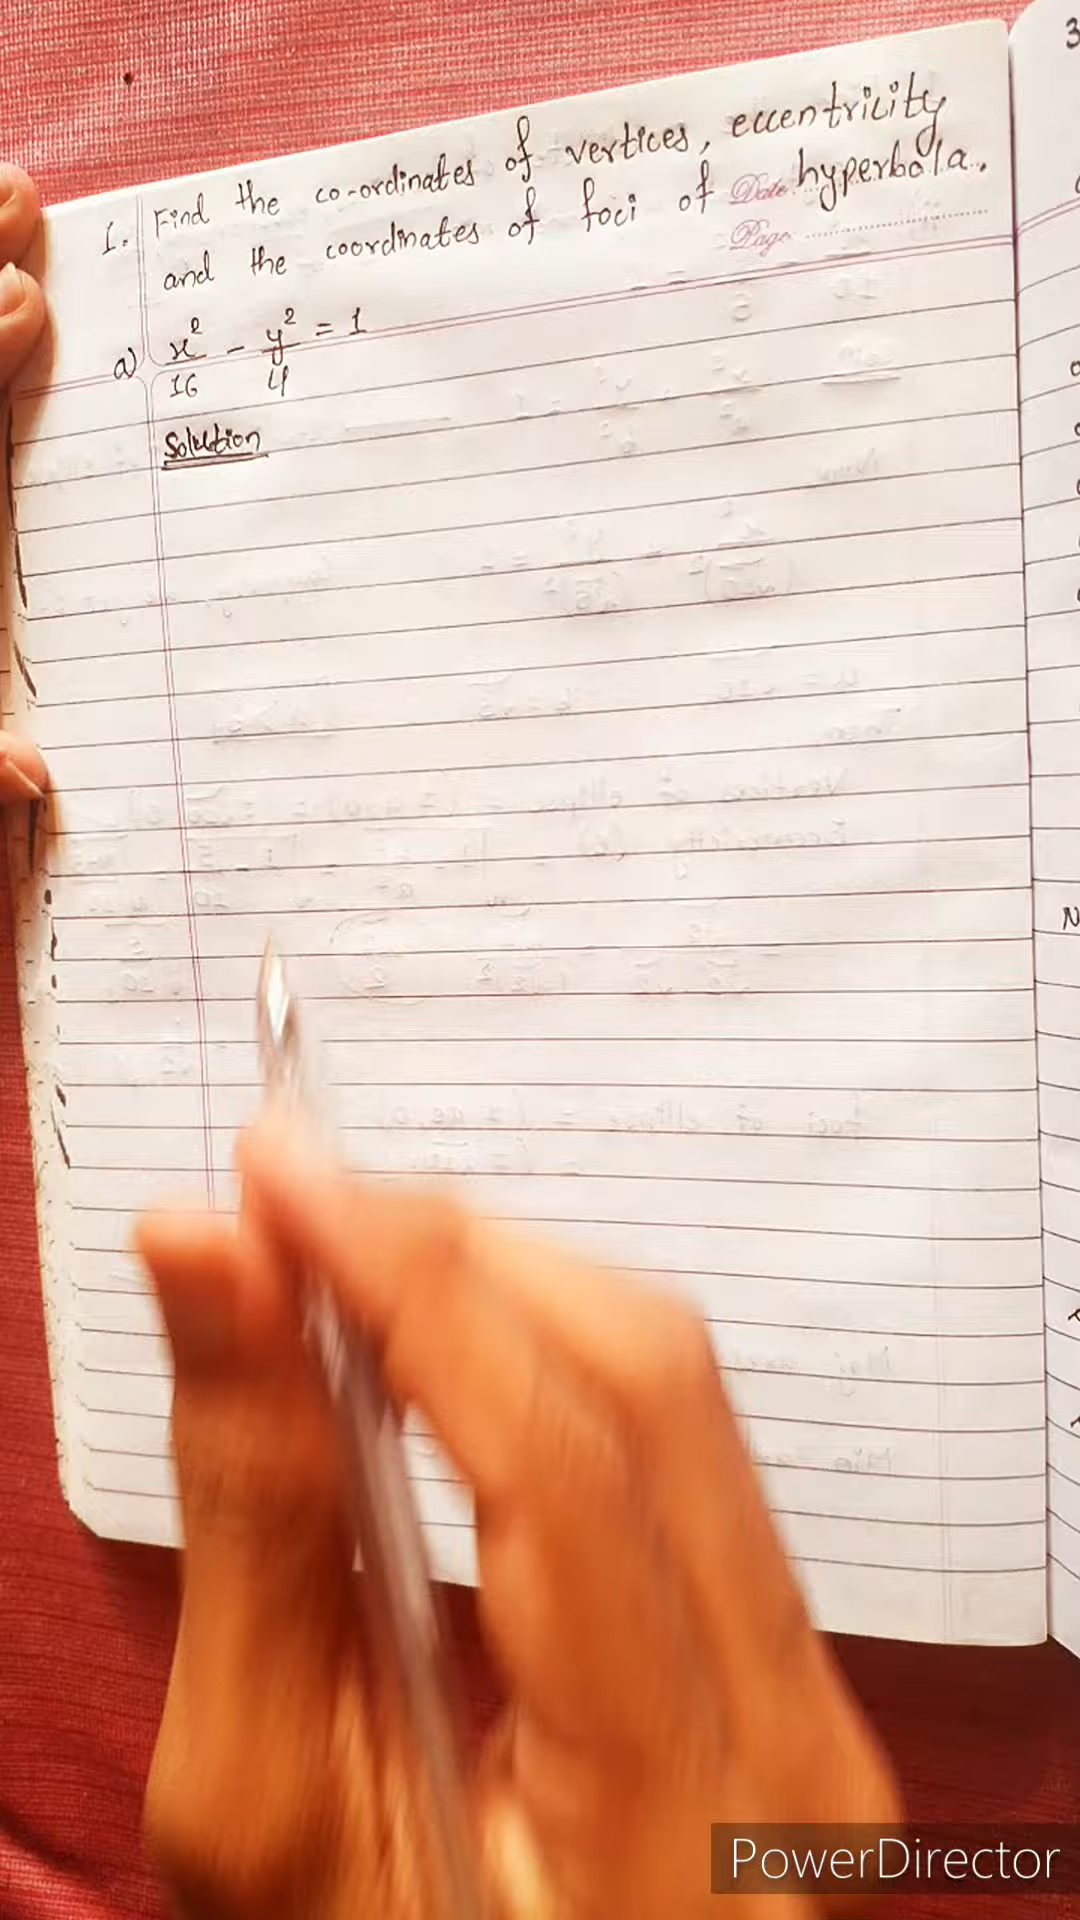 1. Find the co-ordinates of vertices, eccentricity
and the coordinates of foci of hyperbola.
Date
Page
a) x²/16 - y²/4 = 1
Solution
3
N
PowerDirector